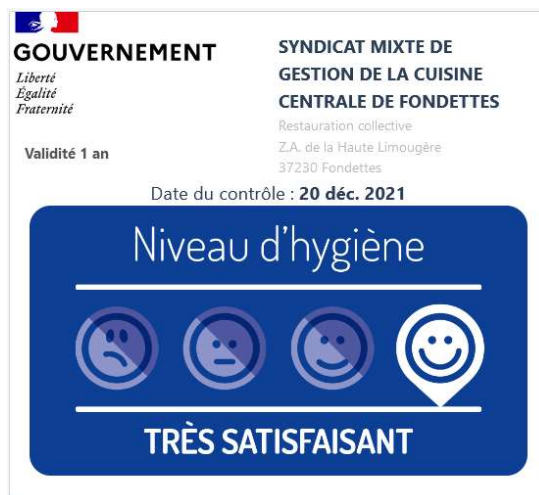 GOUVERNEMENT
Liberté
Égalité
Fraternité
Validité 1 an
SYNDICAT MIXTE DE
GESTION DE LA CUISINE
CENTRALE DE FONDETTES
Restauration collective
Z.A. de la Haute Limougère
37230 Fondettes
Date du contrôle : 20 déc. 2021
Niveau d'hygiène
TRÈS SATISFAISANT